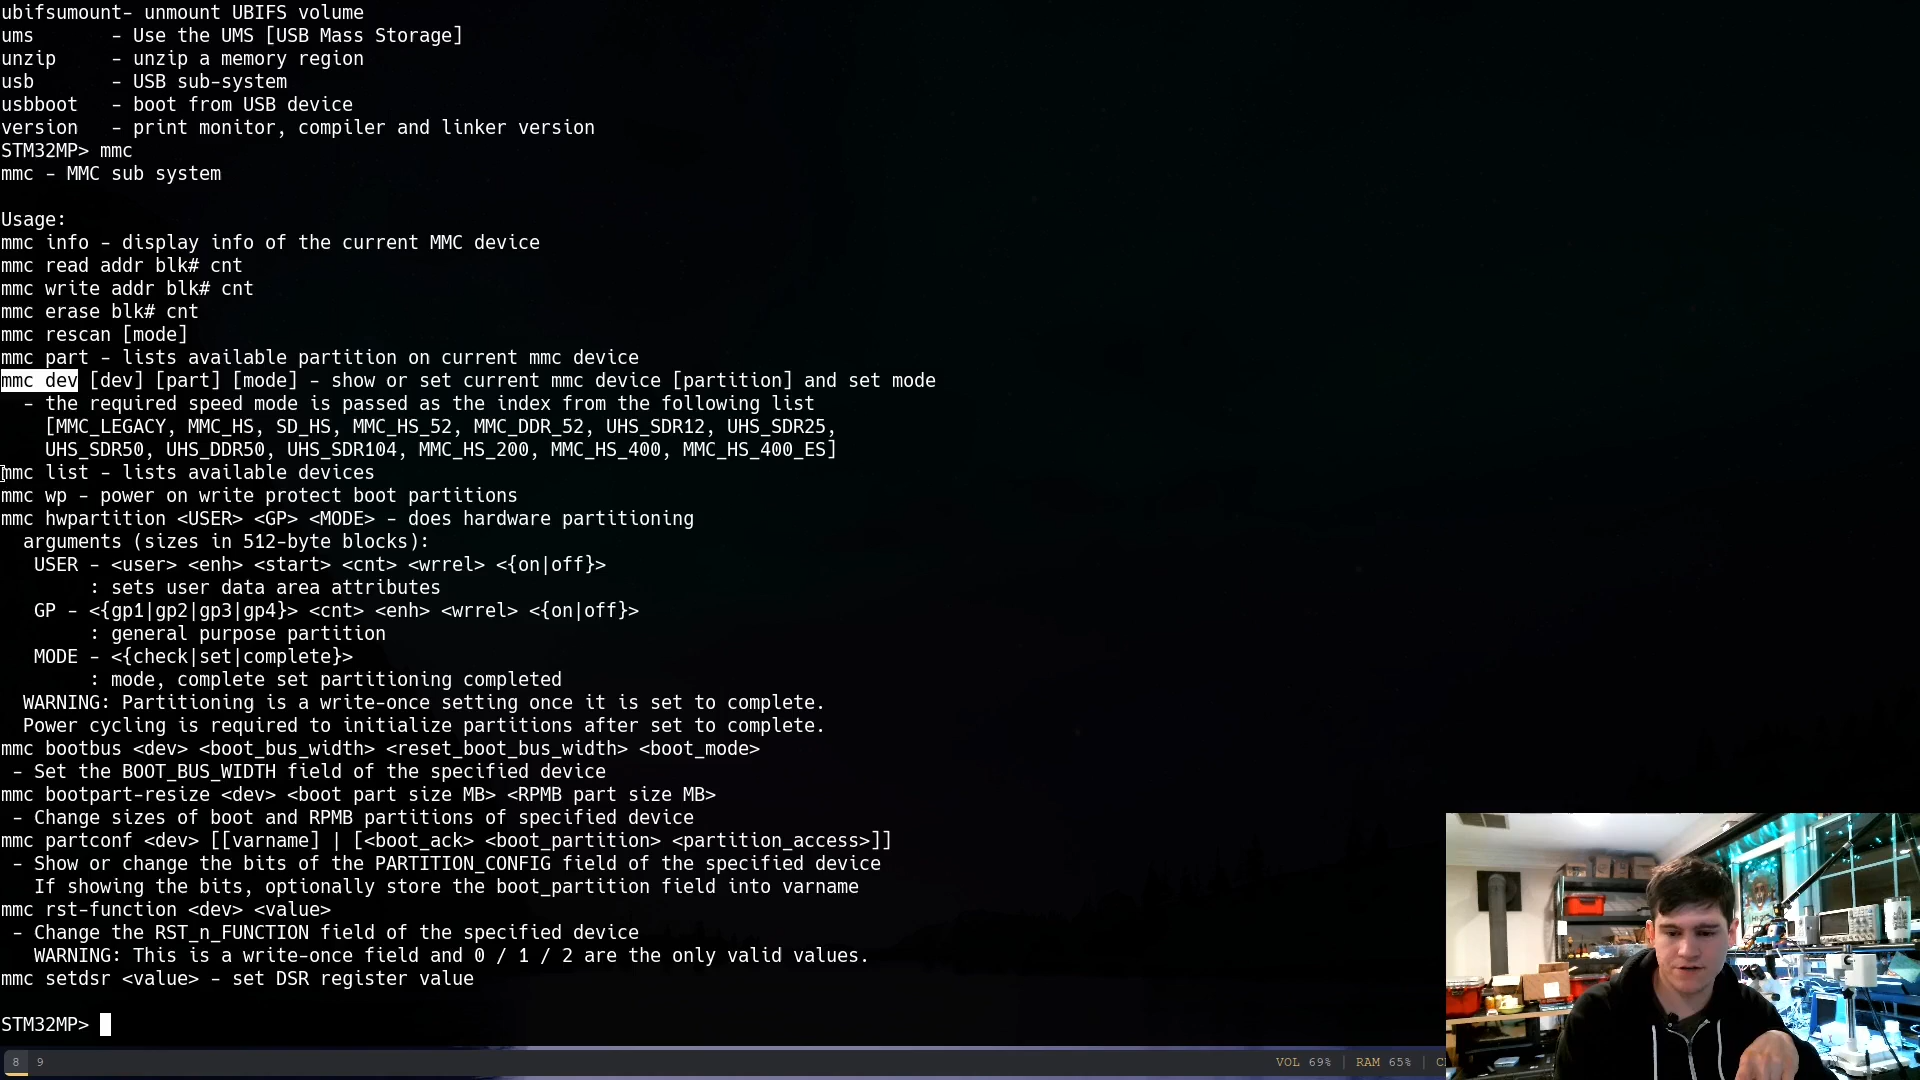 ubifsumount- unmount UBIFS volume
ums       - Use the UMS [USB Mass Storage]
unzip     - unzip a memory region
usb       - USB sub-system
usbboot   - boot from USB device
version   - print monitor, compiler and linker version
STM32MP> mmc
mmc - MMC sub system
Usage:
mmc info - display info of the current MMC device
mmc read addr blk# cnt
mmc write addr blk# cnt
mmc erase blk# cnt
mmc rescan [mode]
mmc part - lists available partition on current mmc device
mmc dev [dev] [part] [mode] - show or set current mmc device [partition] and set mode
  - the required speed mode is passed as the index from the following list
    [MMC_LEGACY, MMC_HS, SD_HS, MMC_HS_52, MMC_DDR_52, UHS_SDR12, UHS_SDR25,
    UHS_SDR50, UHS_DDR50, UHS_SDR104, MMC_HS_200, MMC_HS_400, MMC_HS_400_ES]
mmc list - lists available devices
mmc wp - power on write protect boot partitions
mmc hwpartition <USER> <GP> <MODE> - does hardware partitioning
  arguments (sizes in 512-byte blocks):
   USER - <user> <enh> <start> <cnt> <wrrel> <{on|off}>
        : sets user data area attributes
   GP - <{gp1|gp2|gp3|gp4}> <cnt> <enh> <wrrel> <{on|off}>
        : general purpose partition
   MODE - <{check|set|complete}>
        : mode, complete set partitioning completed
  WARNING: Partitioning is a write-once setting once it is set to complete.
  Power cycling is required to initialize partitions after set to complete.
mmc bootbus <dev> <boot_bus_width> <reset_boot_bus_width> <boot_mode>
 - Set the BOOT_BUS_WIDTH field of the specified device
mmc bootpart-resize <dev> <boot part size MB> <RPMB part size MB>
 - Change sizes of boot and RPMB partitions of specified device
mmc partconf <dev> [[varname] | [<boot_ack> <boot_partition> <partition_access>]]
 - Show or change the bits of the PARTITION_CONFIG field of the specified device
   If showing the bits, optionally store the boot_partition field into varname
mmc rst-function <dev> <value>
 - Change the RST_n_FUNCTION field of the specified device
   WARNING: This is a write-once field and 0 / 1 / 2 are the only valid values.
mmc setdsr <value> - set DSR register value
STM32MP>
8 9 VOL 69% | RAM 65% | C